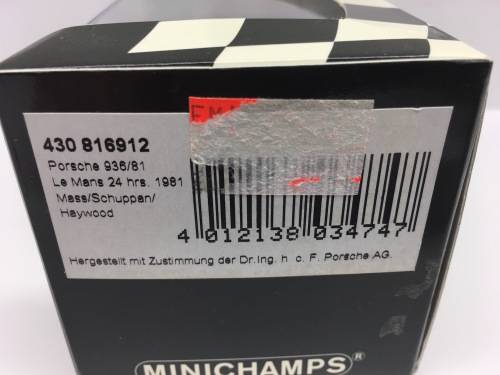 430 816912
Porsche 936/81
Le Mans 24 hrs. 1981
Mass/Schuppan/
Haywood
4 012138 034747
Hergestellt mit Zustimmung der Dr.Ing. h. c. F. Porsche AG.
MINICHAMPS®